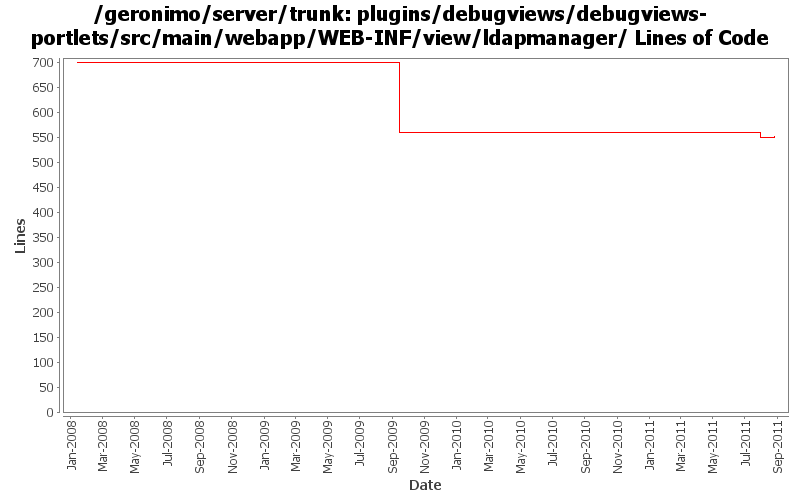 /geronimo/server/trunk: plugins/debugviews/debugviews-
portlets/src/main/webapp/WEB-INF/view/ldapmanager/ Lines of Code
700
650
600
550
500
450
400
350
300
250
200
150
100
50
0
Lines
Jan-2008
Mar-2008
May-2008
Jul-2008
Sep-2008
Nov-2008
Jan-2009
Mar-2009
May-2009
Jul-2009
Sep-2009
Nov-2009
Jan-2010
Mar-2010
May-2010
Jul-2010
Sep-2010
Nov-2010
Jan-2011
Mar-2011
May-2011
Jul-2011
Sep-2011
Date